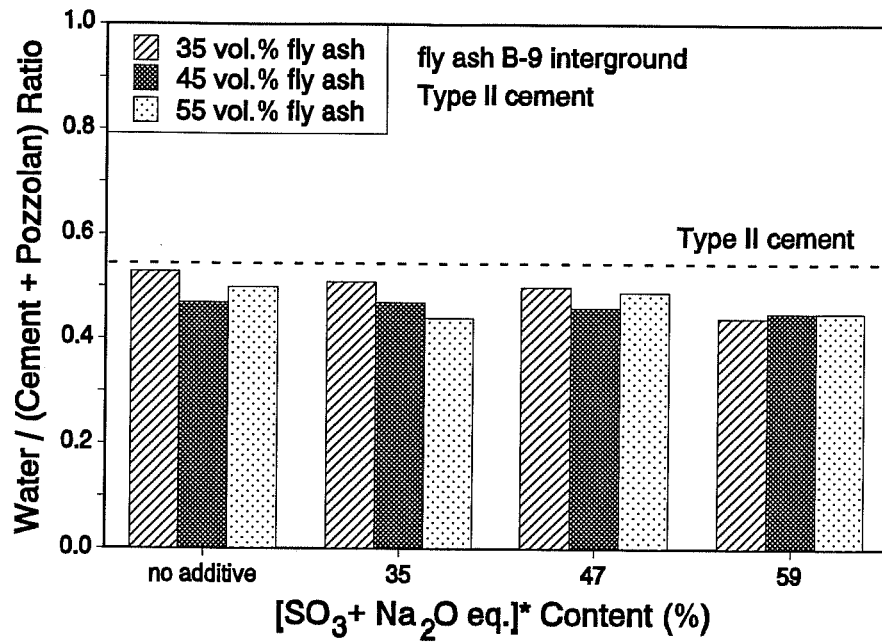 1.0
0.8
0.6
0.4
0.2
0.0
Water / (Cement + Pozzolan) Ratio
35 vol.% fly ash
45 vol.% fly ash
55 vol.% fly ash
fly ash B-9 interground
Type II cement
Type II cement
no additive 35 47 59
[SO₃+ Na₂O eq.]* Content (%)